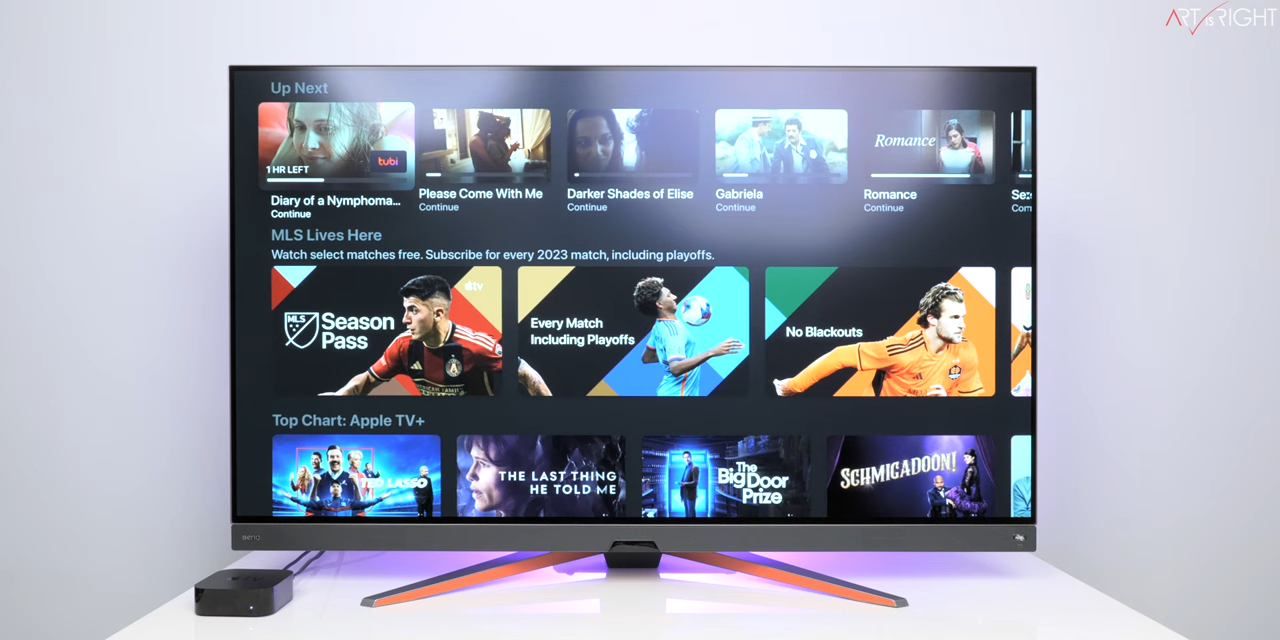 ART is RIGHT
Up Next
1 HR LEFT
tubi
Romance
Diary of a Nymphoma...
Continue
Please Come With Me
Continue
Darker Shades of Elise
Continue
Gabriela
Continue
Romance
Continue
MLS Lives Here
Watch select matches free. Subscribe for every 2023 match, including playoffs.
tv
MLS
Season
Pass
Every Match
Including Playoffs
No Blackouts
Top Chart: Apple TV+
TED LASSO
THE LAST THING
HE TOLD ME
The
Big Door
Prize
SCHMIGADOON!
BenQ